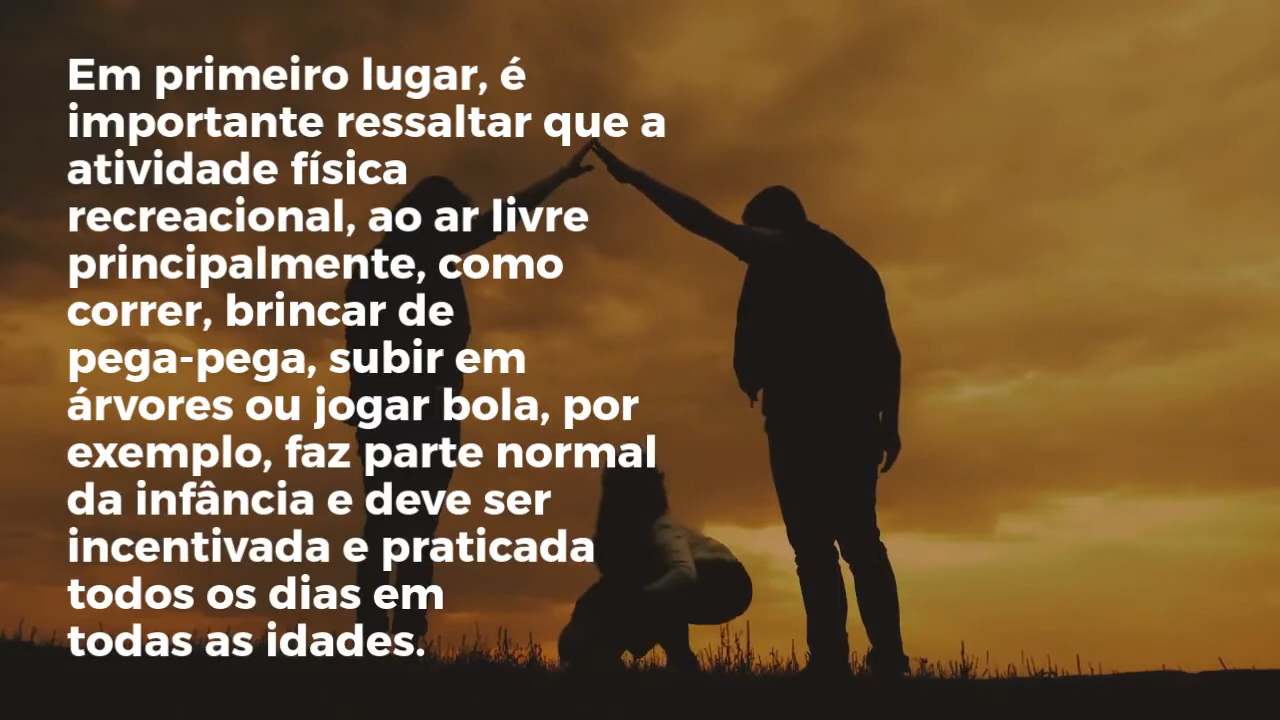 Em primeiro lugar, é
importante ressaltar que a
atividade física
recreacional, ao ar livre
principalmente, como
correr, brincar de
pega-pega, subir em
árvores ou jogar bola, por
exemplo, faz parte normal
da infância e deve ser
incentivada e praticada
todos os dias em
todas as idades.